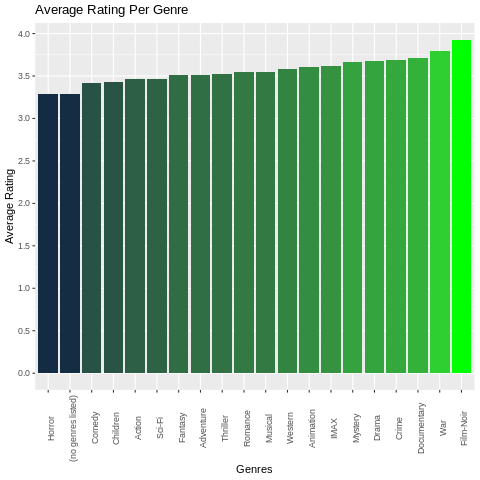 Average Rating Per Genre
4.0
3.5
3.0
2.5
2.0
1.5
1.0
0.5
0.0
Average Rating
Horror
(no genres listed)
Comedy
Children
Action
Sci-Fi
Fantasy
Adventure
Thriller
Romance
Musical
Western
Animation
IMAX
Mystery
Drama
Crime
Documentary
War
Film-Noir
Genres